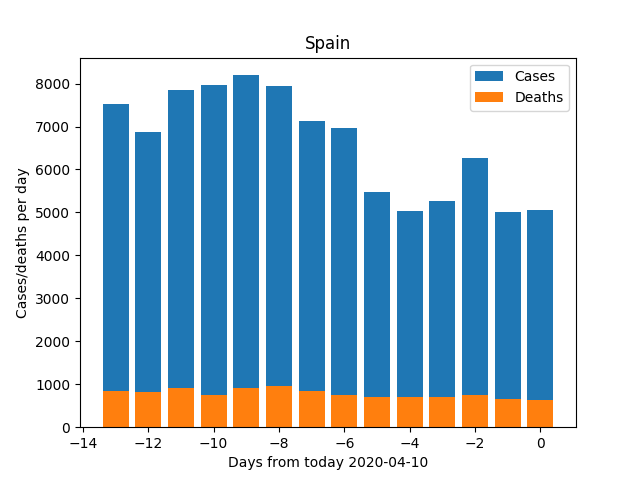 Spain
Cases
Deaths
Cases/deaths per day
8000
7000
6000
5000
4000
3000
2000
1000
0
−14 −12 −10 −8 −6 −4 −2 0
Days from today 2020-04-10